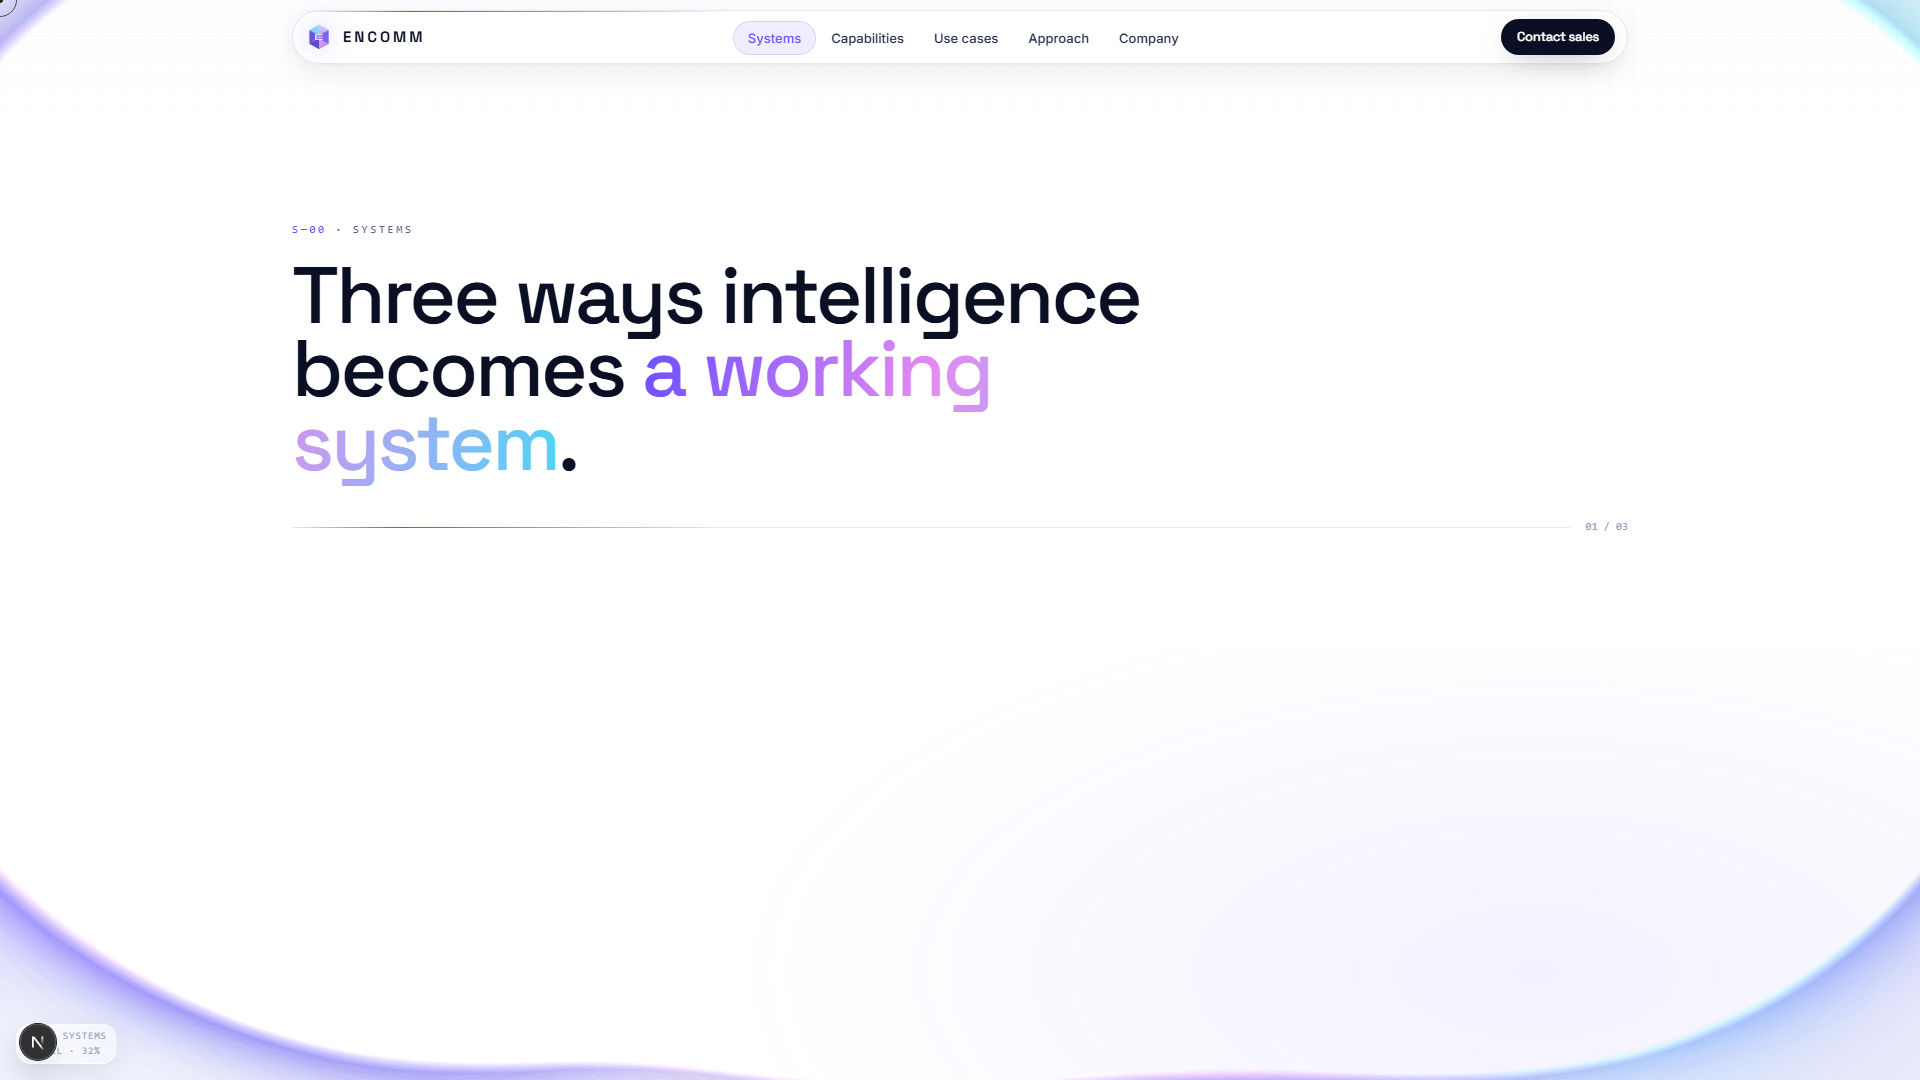 ENCOMM
Systems
Capabilities
Use cases
Approach
Company
Contact sales
S—00 · SYSTEMS
Three ways intelligence
becomes a working
system.
01 / 03
SYSTEMS
L · 32%
N